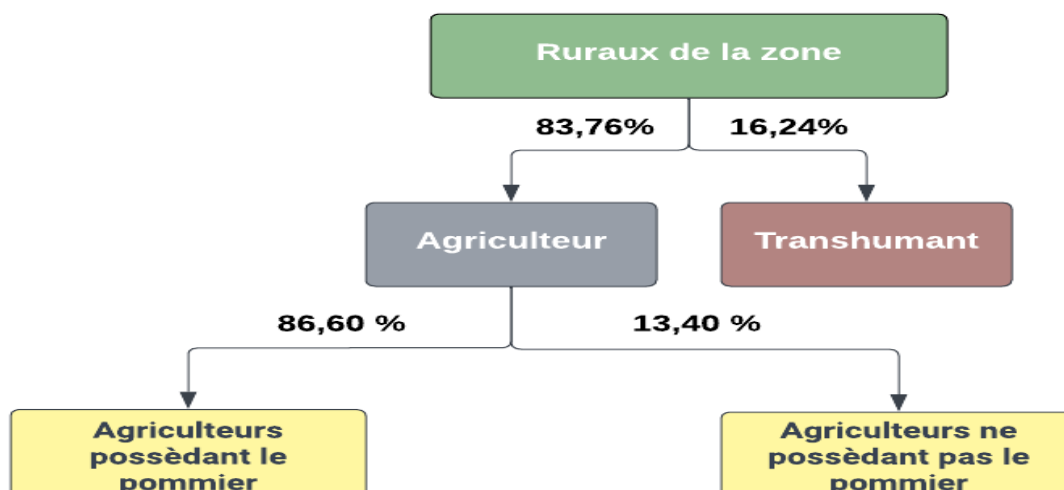 Ruraux de la zone
83,76%
16,24%
Agriculteur
Transhumant
86,60 %
13,40 %
Agriculteurs
possèdant le
pommier
Agriculteurs ne
possèdant pas le
pommier